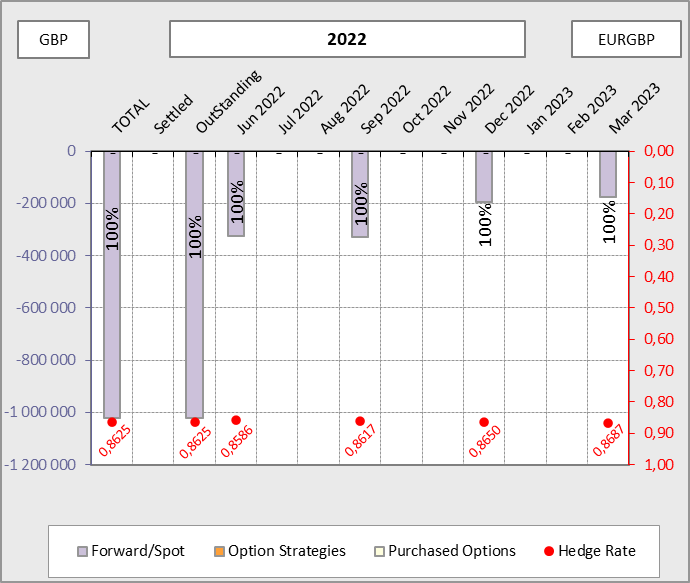 GBP
2022
EURGBP
TOTAL
Settled
OutStanding
Jun 2022
Jul 2022
Aug 2022
Sep 2022
Oct 2022
Nov 2022
Dec 2022
Jan 2023
Feb 2023
Mar 2023
0
-200 000
-400 000
-600 000
-800 000
-1 000 000
-1 200 000
100%
100%
100%
100%
100%
100%
0,8625
0,8625
0,8586
0,8617
0,8650
0,8687
0,00
0,10
0,20
0,30
0,40
0,50
0,60
0,70
0,80
0,90
1,00
Forward/Spot
Option Strategies
Purchased Options
Hedge Rate